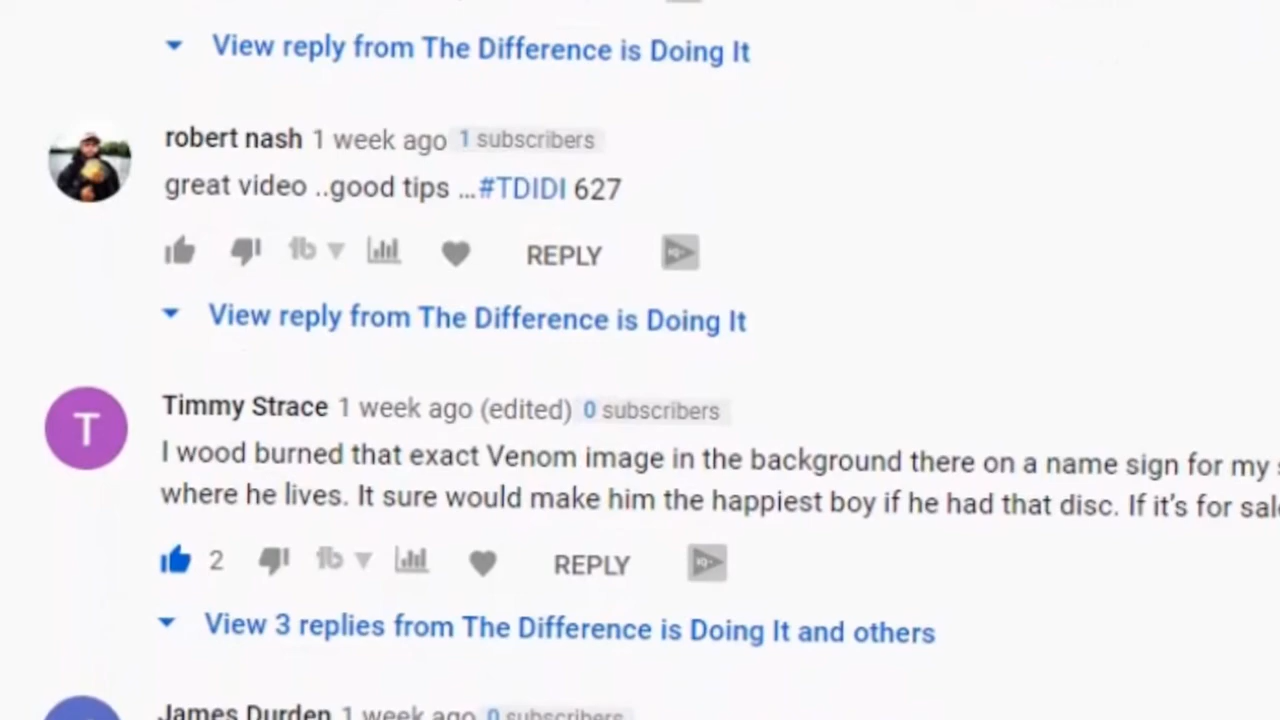 View reply from The Difference is Doing It
robert nash 1 week ago 1 subscribers
great video ..good tips ...#TDIDI 627
REPLY
View reply from The Difference is Doing It
T
Timmy Strace 1 week ago (edited) 0 subscribers
I wood burned that exact Venom image in the background there on a name sign for my
where he lives. It sure would make him the happiest boy if he had that disc. If it's for
2 REPLY
View 3 replies from The Difference is Doing It and others
James Durden 1 week ago 0 subscribers